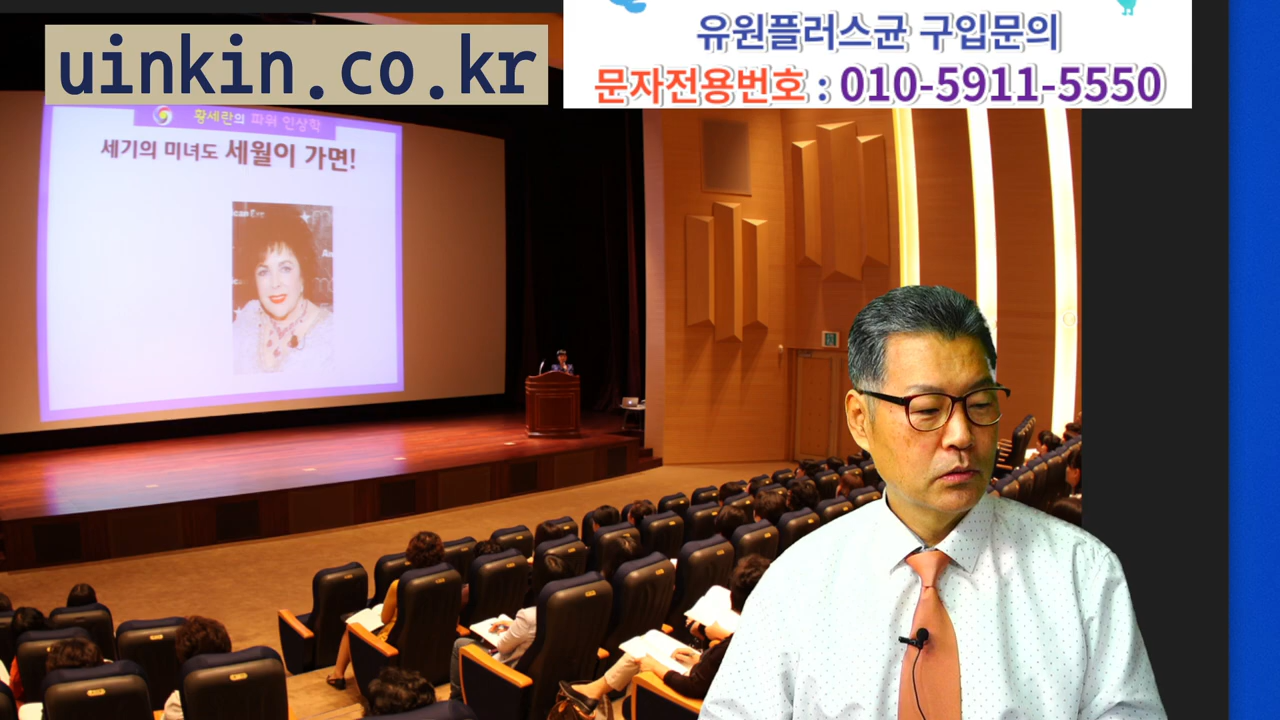 uinkin.co.kr
유원플러스균 구입문의
문자전용번호 : 010-5911-5550
황세란의 파워 인상학
세기의 미녀도 세월이 가면!